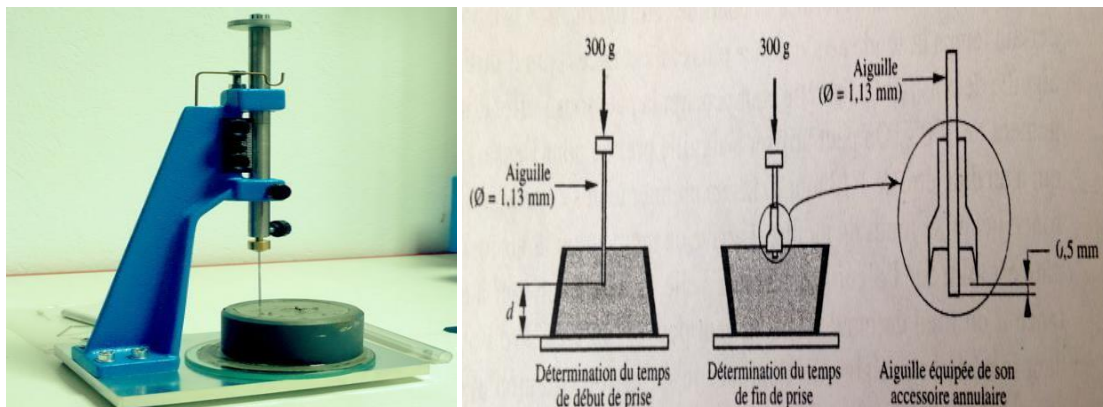 300 g
300 g
Aiguille
(Ø = 1,13 mm)
Aiguille
(Ø = 1,13 mm)
0,5 mm
d
Détermination du temps
de début de prise
Détermination du temps
de fin de prise
Aiguille équipée de son
accessoire annulaire